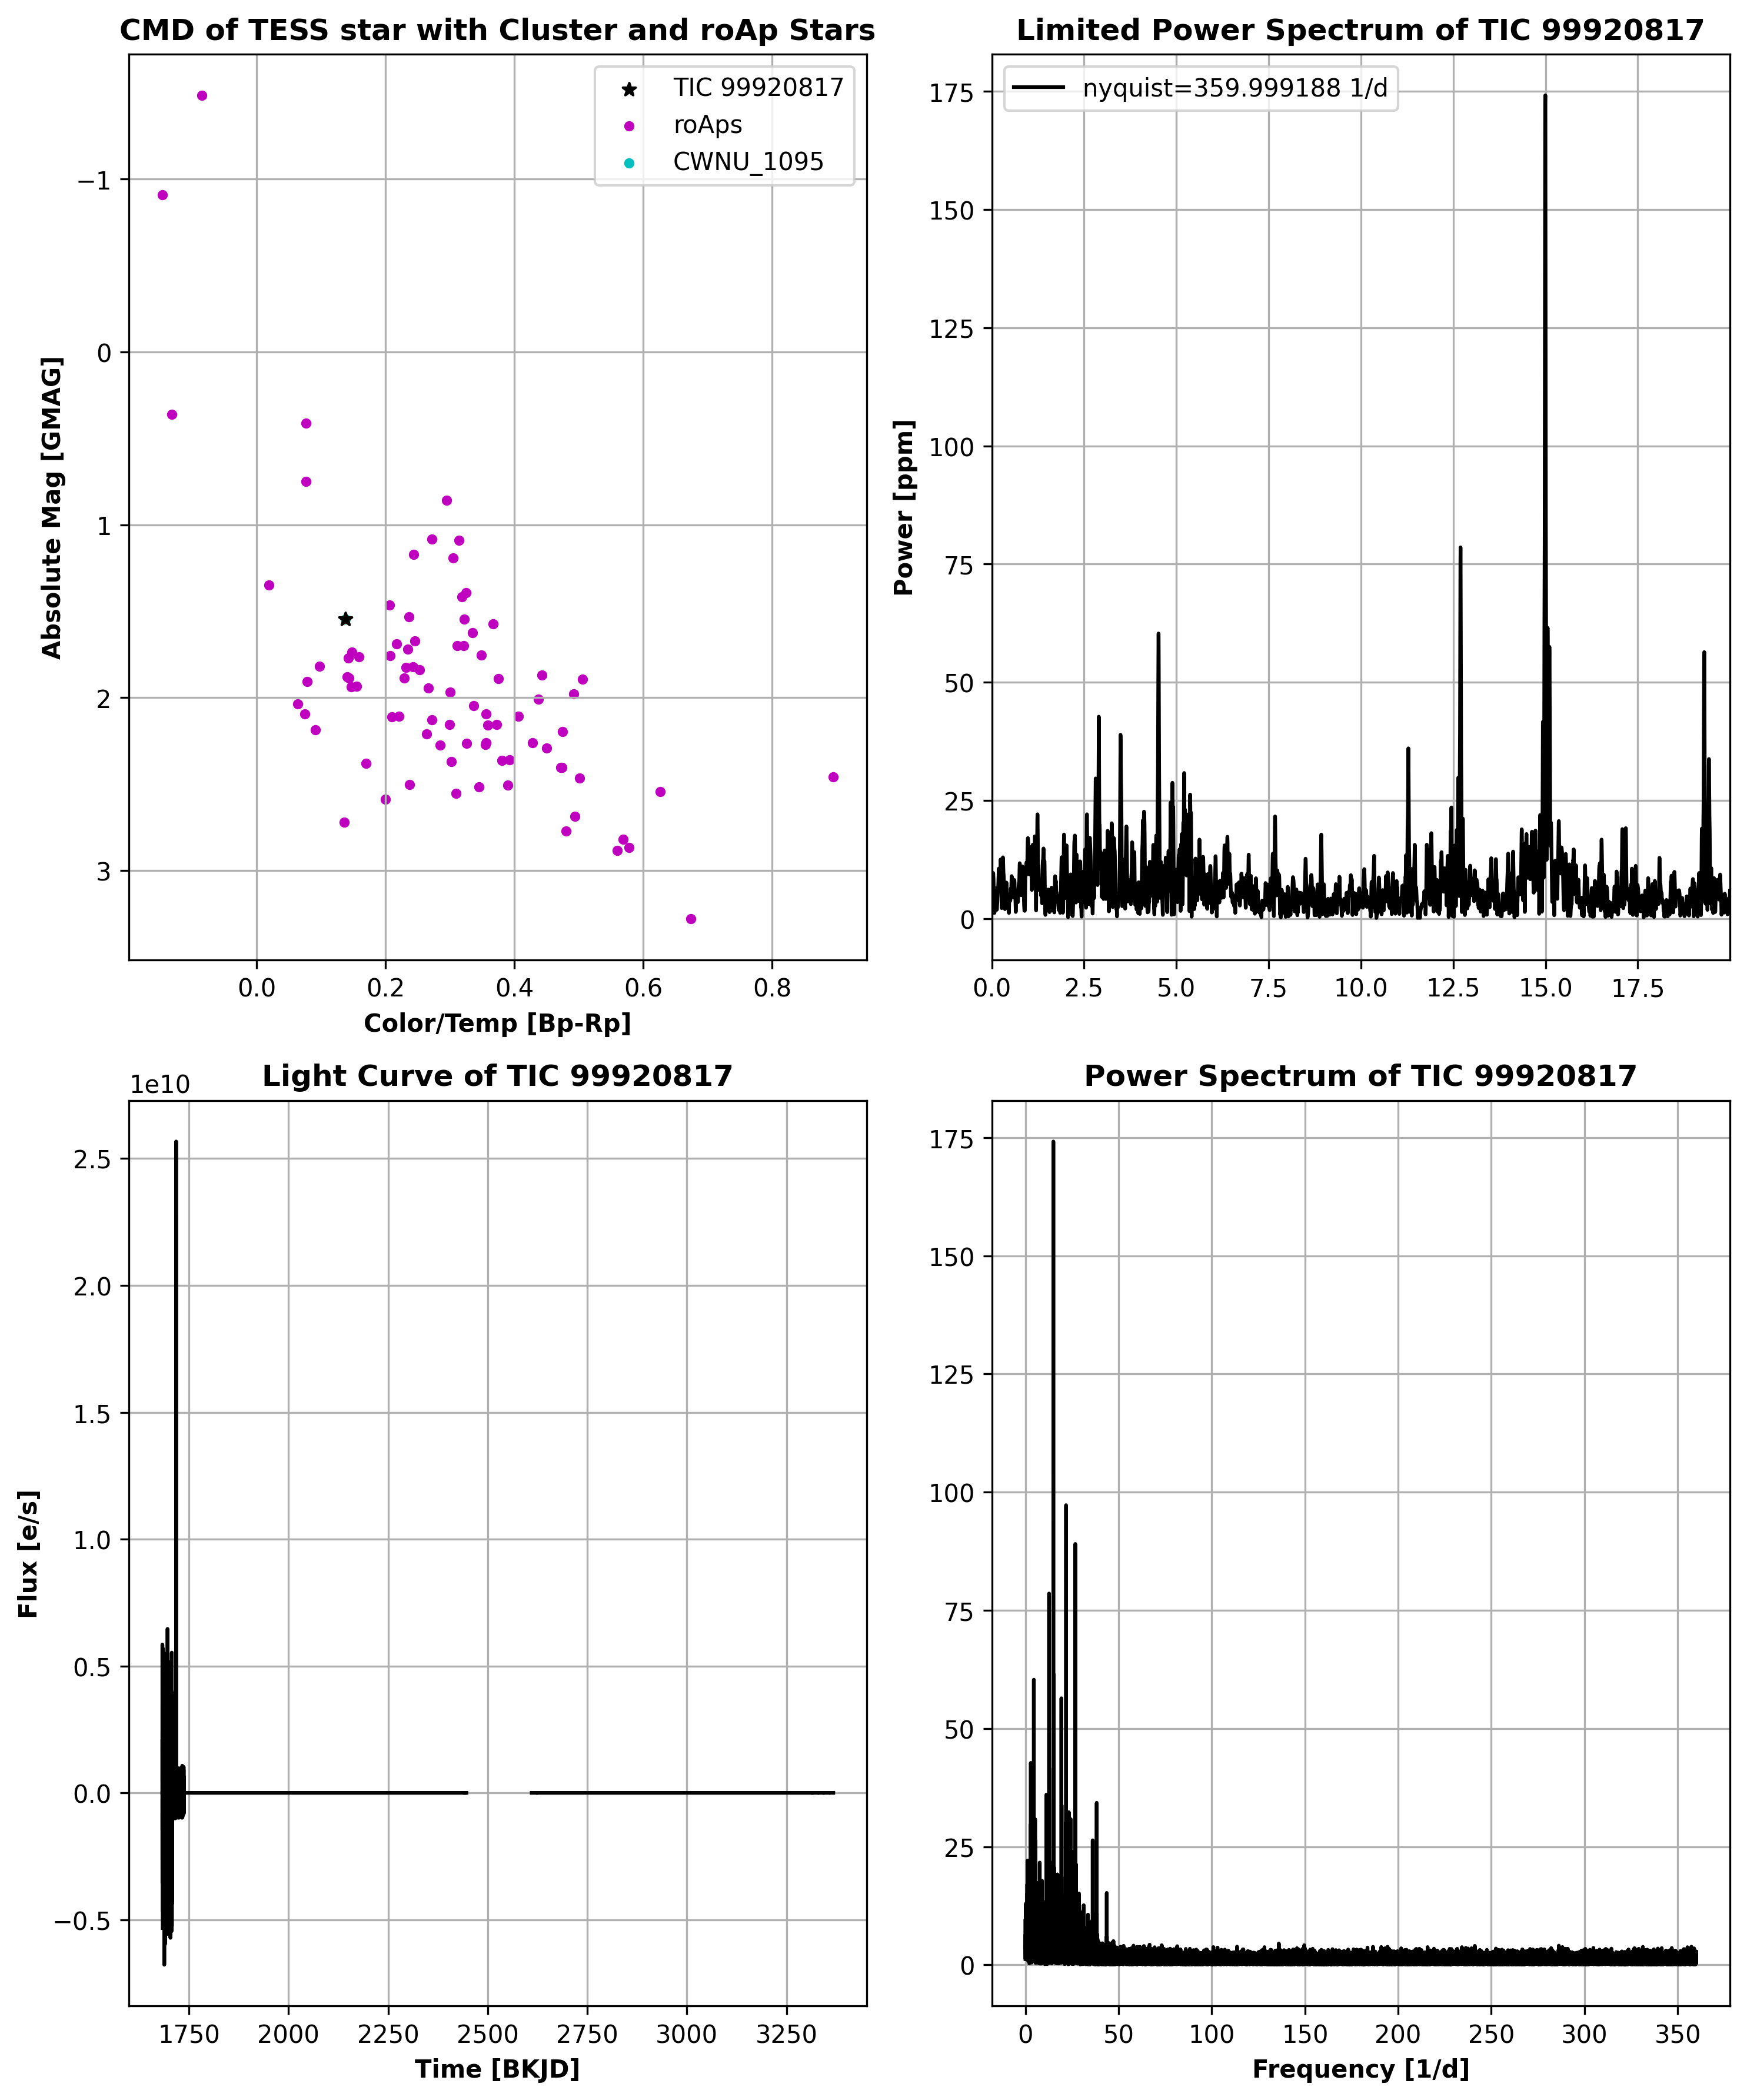 CMD of TESS star with Cluster and roAp Stars
TIC 99920817
roAps
CWNU_1095
−1
0
1
2
3
Absolute Mag [GMAG]
0.0 0.2 0.4 0.6 0.8
Color/Temp [Bp-Rp]
Limited Power Spectrum of TIC 99920817
nyquist=359.999188 1/d
175
150
125
100
75
50
25
0
Power [ppm]
0.0 2.5 5.0 7.5 10.0 12.5 15.0 17.5
Light Curve of TIC 99920817
1e10
2.5
2.0
1.5
1.0
0.5
0.0
−0.5
Flux [e/s]
1750 2000 2250 2500 2750 3000 3250
Time [BKJD]
Power Spectrum of TIC 99920817
175
150
125
100
75
50
25
0
0 50 100 150 200 250 300 350
Frequency [1/d]